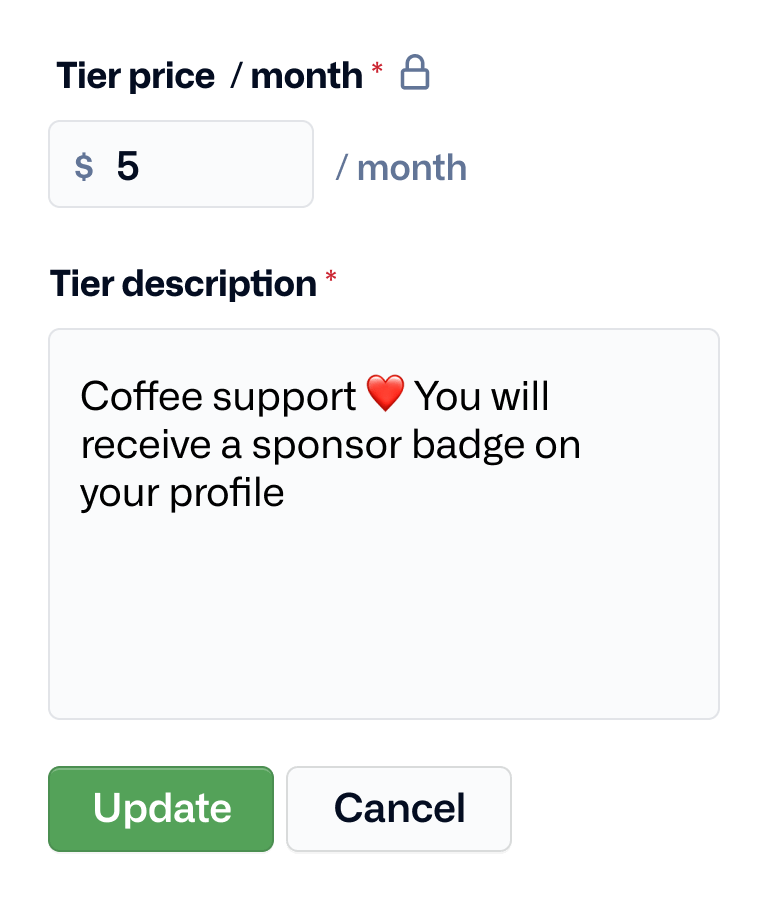 Tier price / month *
$ 5 / month
Tier description *
Coffee support ❤️ You will
receive a sponsor badge on
your profile
Update Cancel